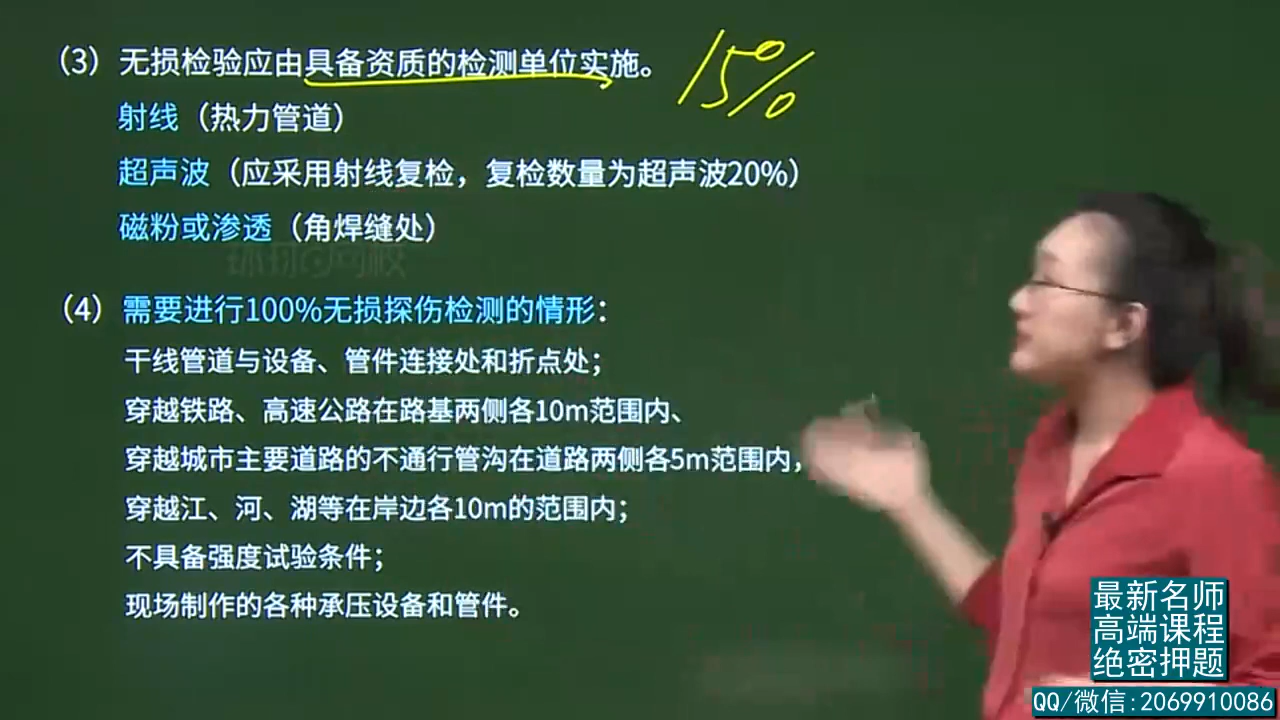 (3) 无损检验应由具备资质的检测单位实施。
15%
射线（热力管道）
超声波（应采用射线复检，复检数量为超声波20%）
磁粉或渗透（角焊缝处）
环球网校
(4) 需要进行100%无损探伤检测的情形：
干线管道与设备、管件连接处和折点处；
穿越铁路、高速公路在路基两侧各10m范围内、
穿越城市主要道路的不通行管沟在道路两侧各5m范围内，
穿越江、河、湖等在岸边各10m的范围内；
不具备强度试验条件；
现场制作的各种承压设备和管件。
最新名师
高端课程
绝密押题
QQ/微信:2069910086